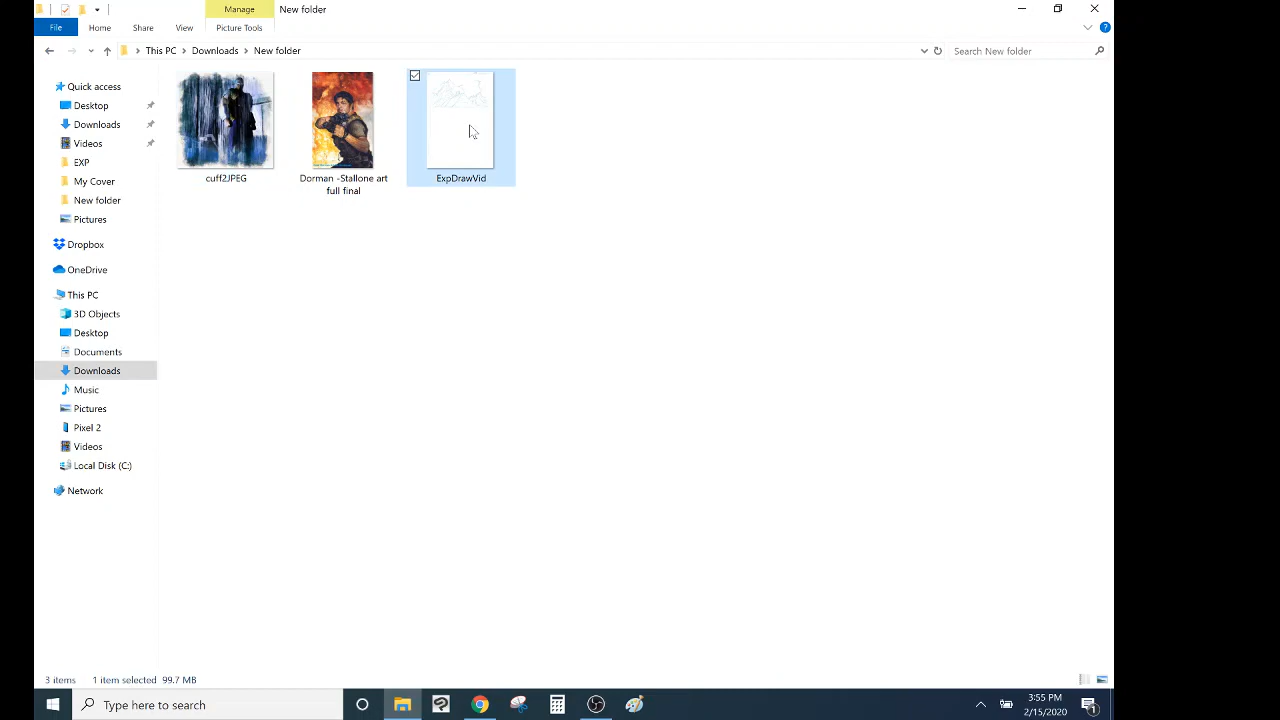 Manage
New folder
File
Home
Share
View
Picture Tools
This PC
Downloads
New folder
Search New folder
Quick access
Desktop
Downloads
Videos
EXP
My Cover
New folder
Pictures
Dropbox
OneDrive
This PC
3D Objects
Desktop
Documents
Downloads
Music
Pictures
Pixel 2
Videos
Local Disk (C:)
Network
cuff2JPEG
Dorman -Stallone art
full final
ExpDrawVid
3 items
1 item selected 99.7 MB
Type here to search
3:55 PM
2/15/2020
1